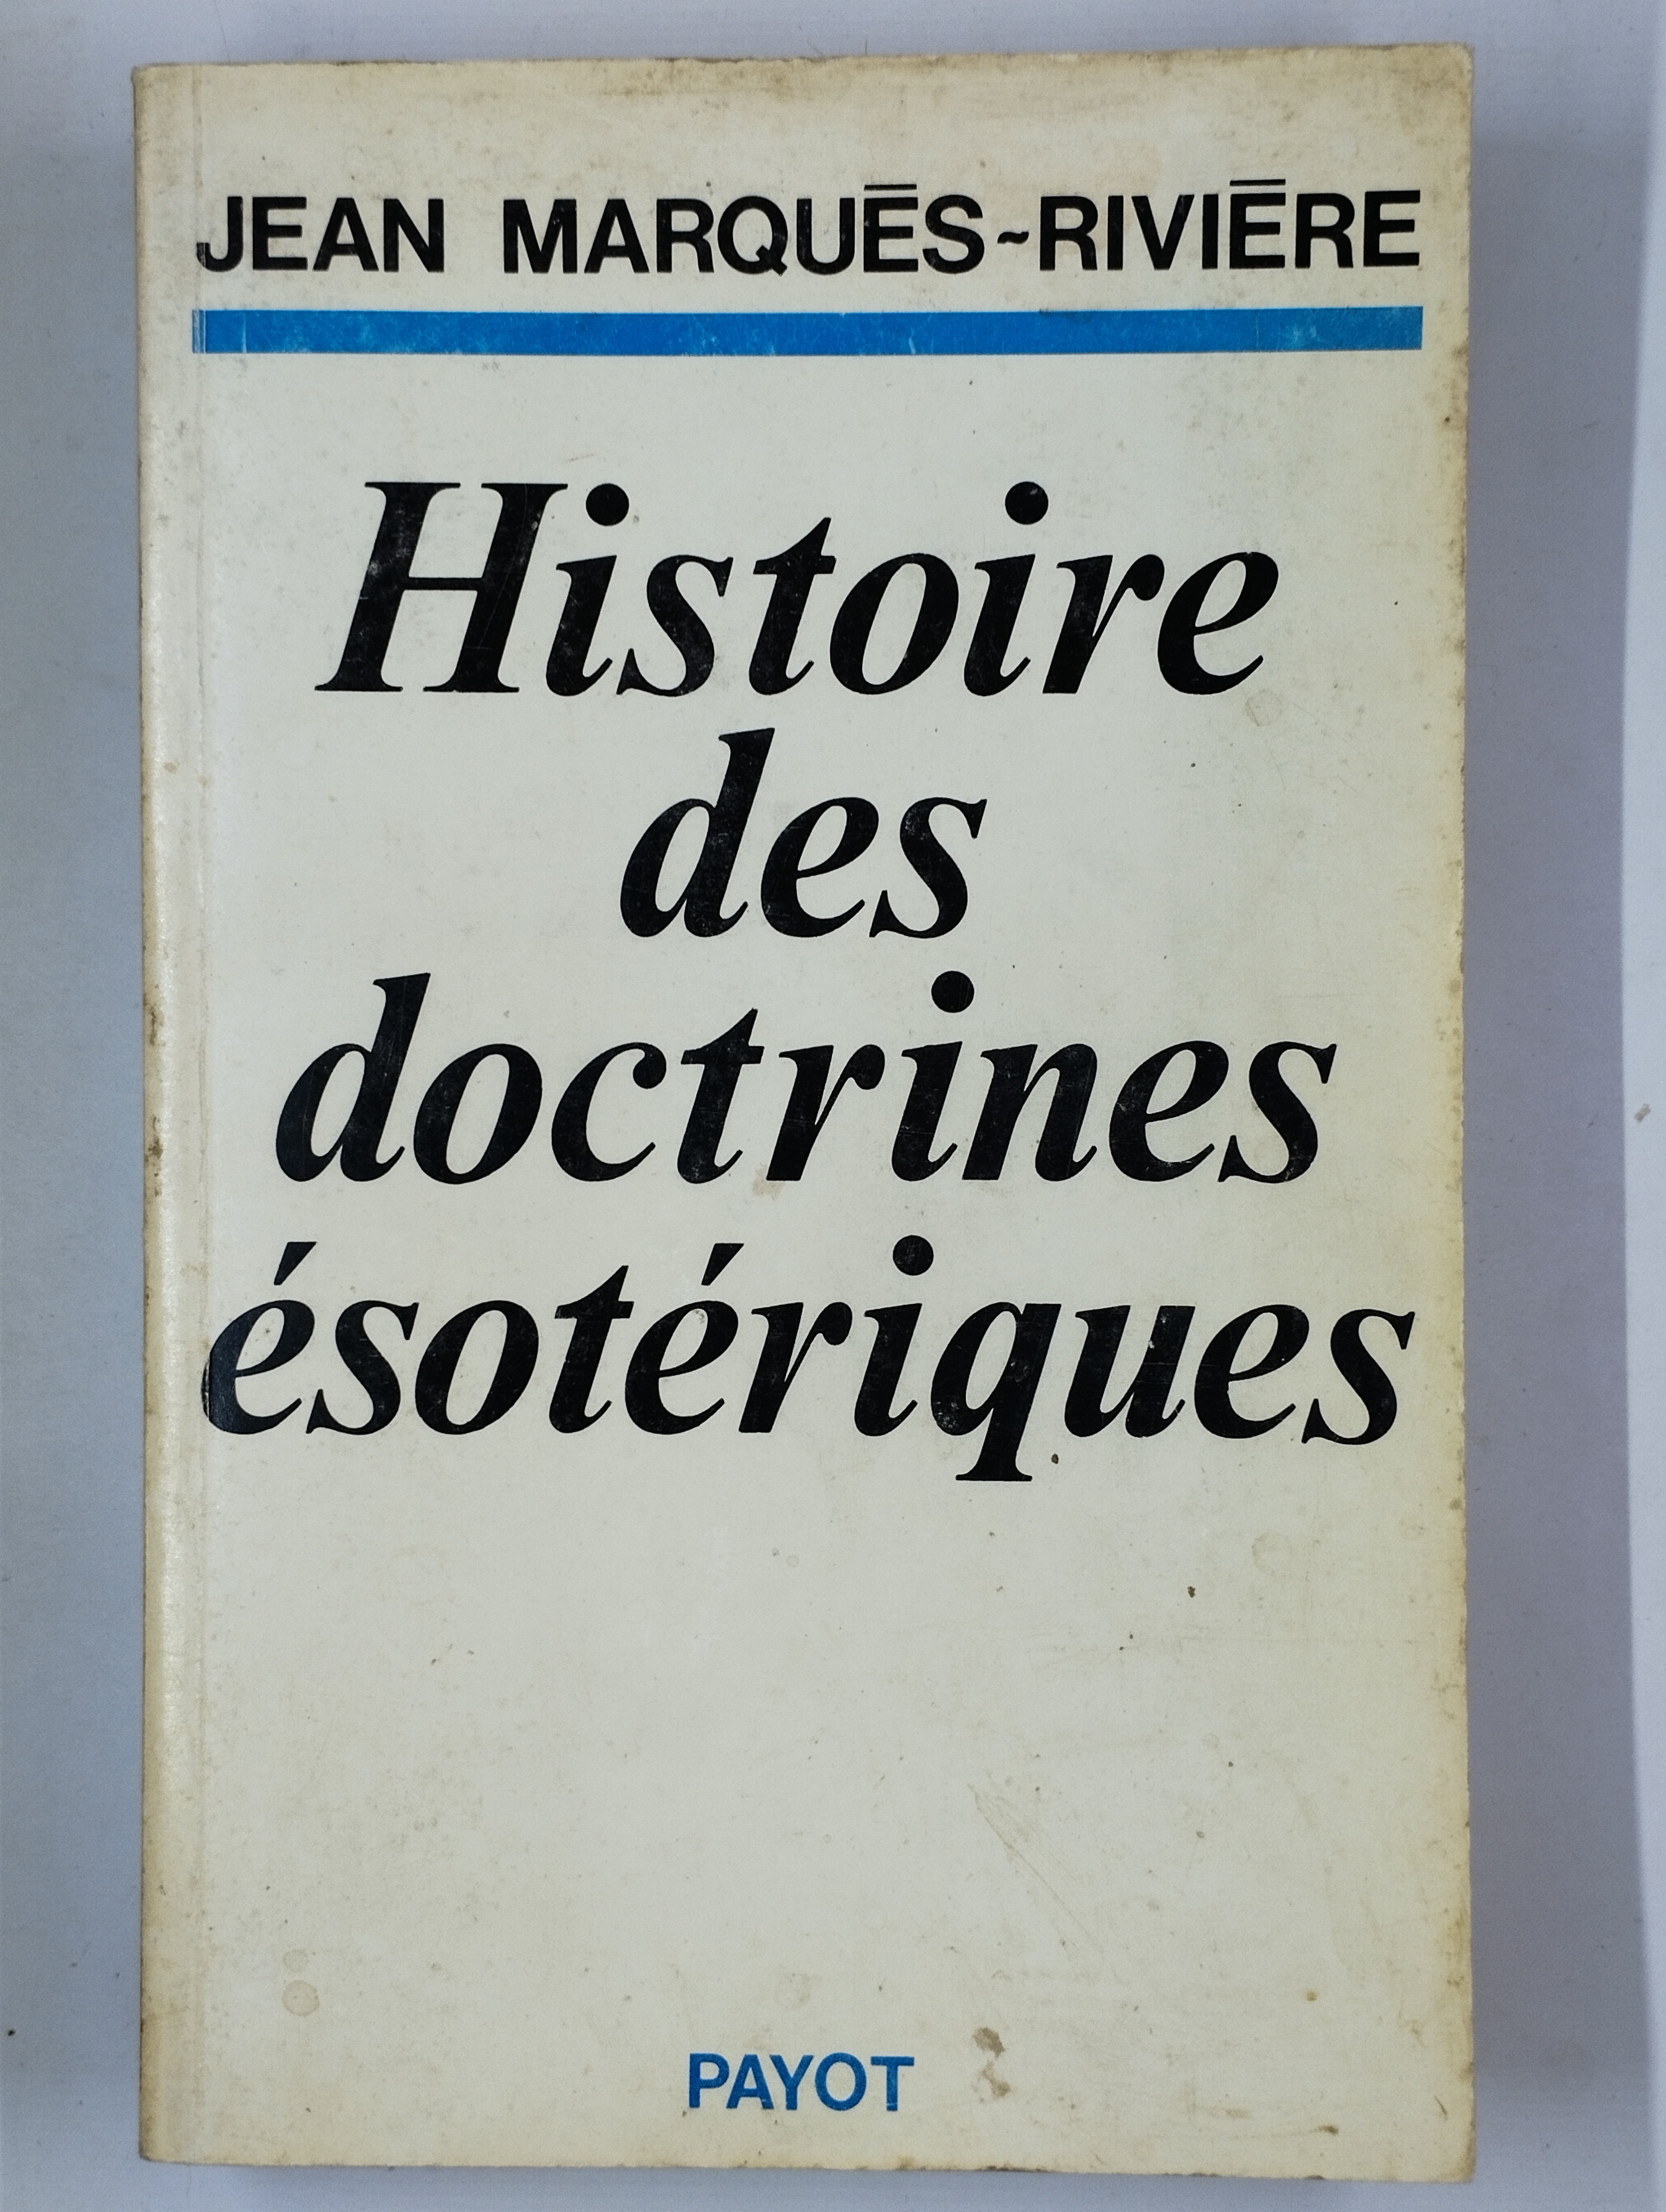 JEAN MARQUĒS~RIVIĒRE
Histoire
des
doctrines
ésotériques
PAYOT